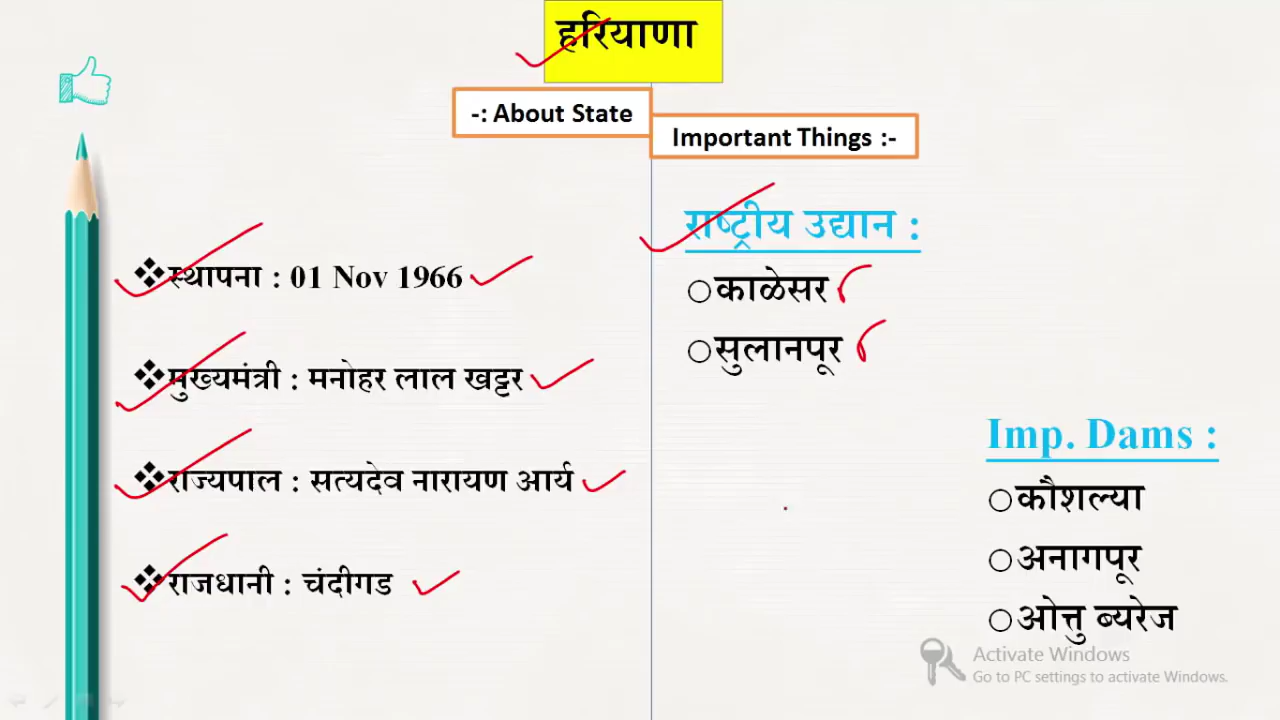 हरियाणा
-: About State
Important Things :-
❖स्थापना : 01 Nov 1966
❖मुख्यमंत्री : मनोहर लाल खट्टर
❖राज्यपाल : सत्यदेव नारायण आर्य
❖राजधानी : चंदीगड
राष्ट्रीय उद्यान :
○काळेसर
○सुलानपूर
Imp. Dams :
○कौशल्या
○अनागपूर
○ओत्तु ब्यरेज
Activate Windows
Go to PC settings to activate Windows.